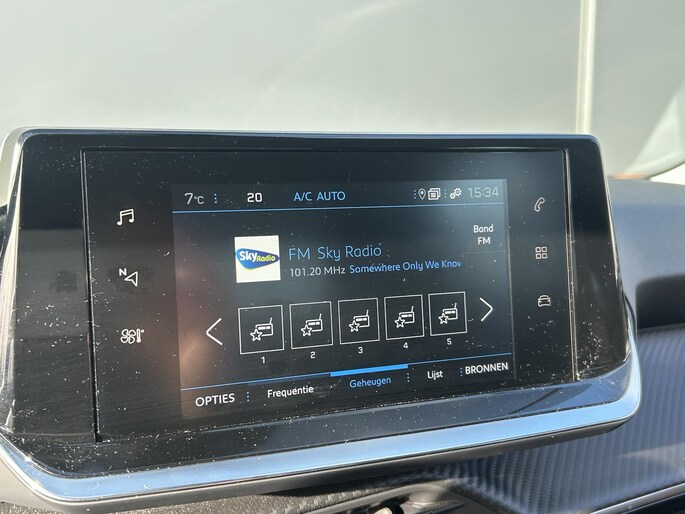 7°C 20 A/C AUTO 15:34
Sky Radio
FM Sky Radio
101.20 MHz Somewhere Only We Know
Band
FM
N
1 2 3 4 5
OPTIES Frequentie Geheugen Lijst BRONNEN